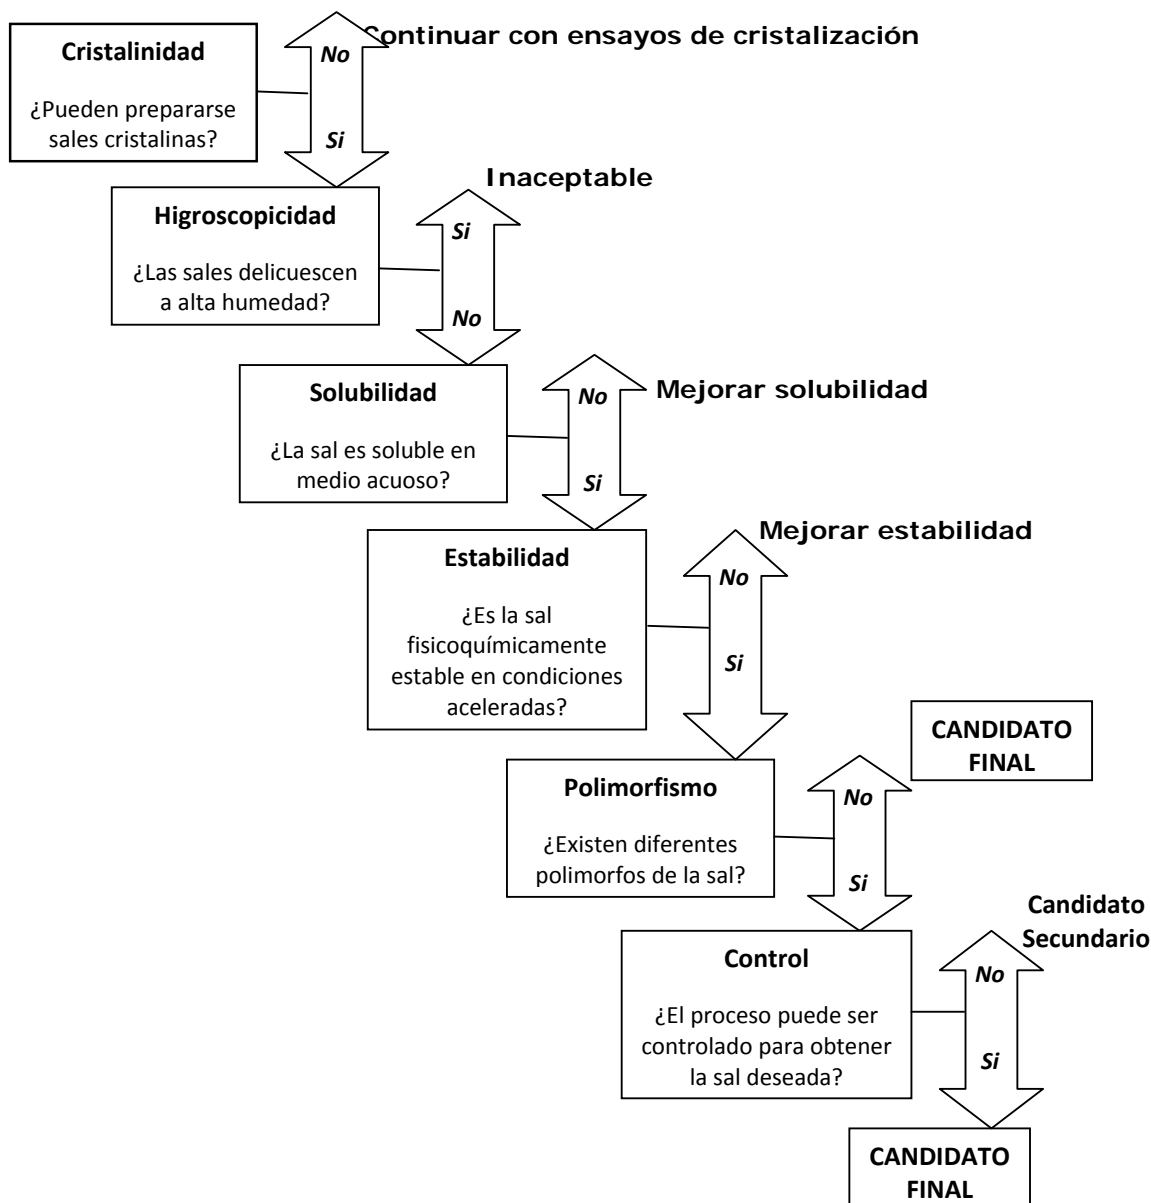 Continuar con ensayos de cristalización
Cristalinidad
No
¿Pueden prepararse
sales cristalinas?
Si
Inaceptable
Higroscopicidad
Si
¿Las sales delicuescen
a alta humedad?
No
Mejorar solubilidad
Solubilidad
No
¿La sal es soluble en
medio acuoso?
Si
Mejorar estabilidad
Estabilidad
No
¿Es la sal
fisicoquímicamente
estable en condiciones
aceleradas?
Si
CANDIDATO
FINAL
Polimorfismo
No
¿Existen diferentes
polimorfos de la sal?
Si
Candidato
Secundario
Control
No
¿El proceso puede ser
controlado para obtener
la sal deseada?
Si
CANDIDATO
FINAL